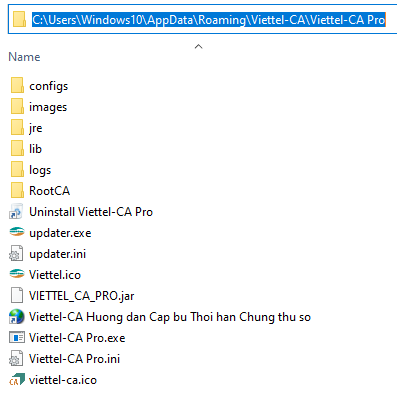 C:\Users\Windows10\AppData\Roaming\Viettel-CA\Viettel-CA Pro
Name
configs
images
jre
lib
logs
RootCA
Uninstall Viettel-CA Pro
updater.exe
updater.ini
Viettel.ico
VIETTEL_CA_PRO.jar
Viettel-CA Huong dan Cap bu Thoi han Chung thu so
Viettel-CA Pro.exe
Viettel-CA Pro.ini
viettel-ca.ico